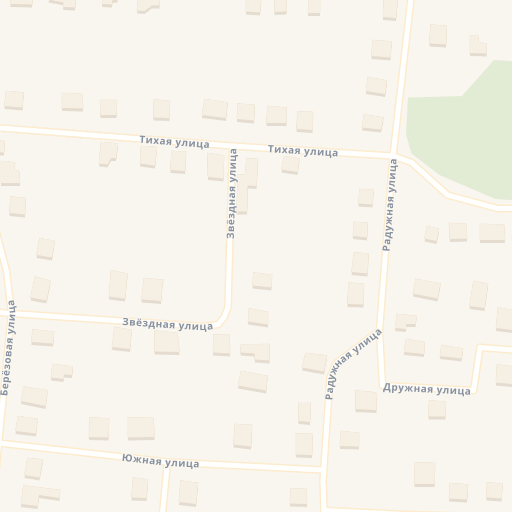 Тихая улица
Тихая улица
Звёздная улица
Радужная улица
Звёздная улица
Берёзовая улица
Радужная улица
Дружная улица
Южная улица